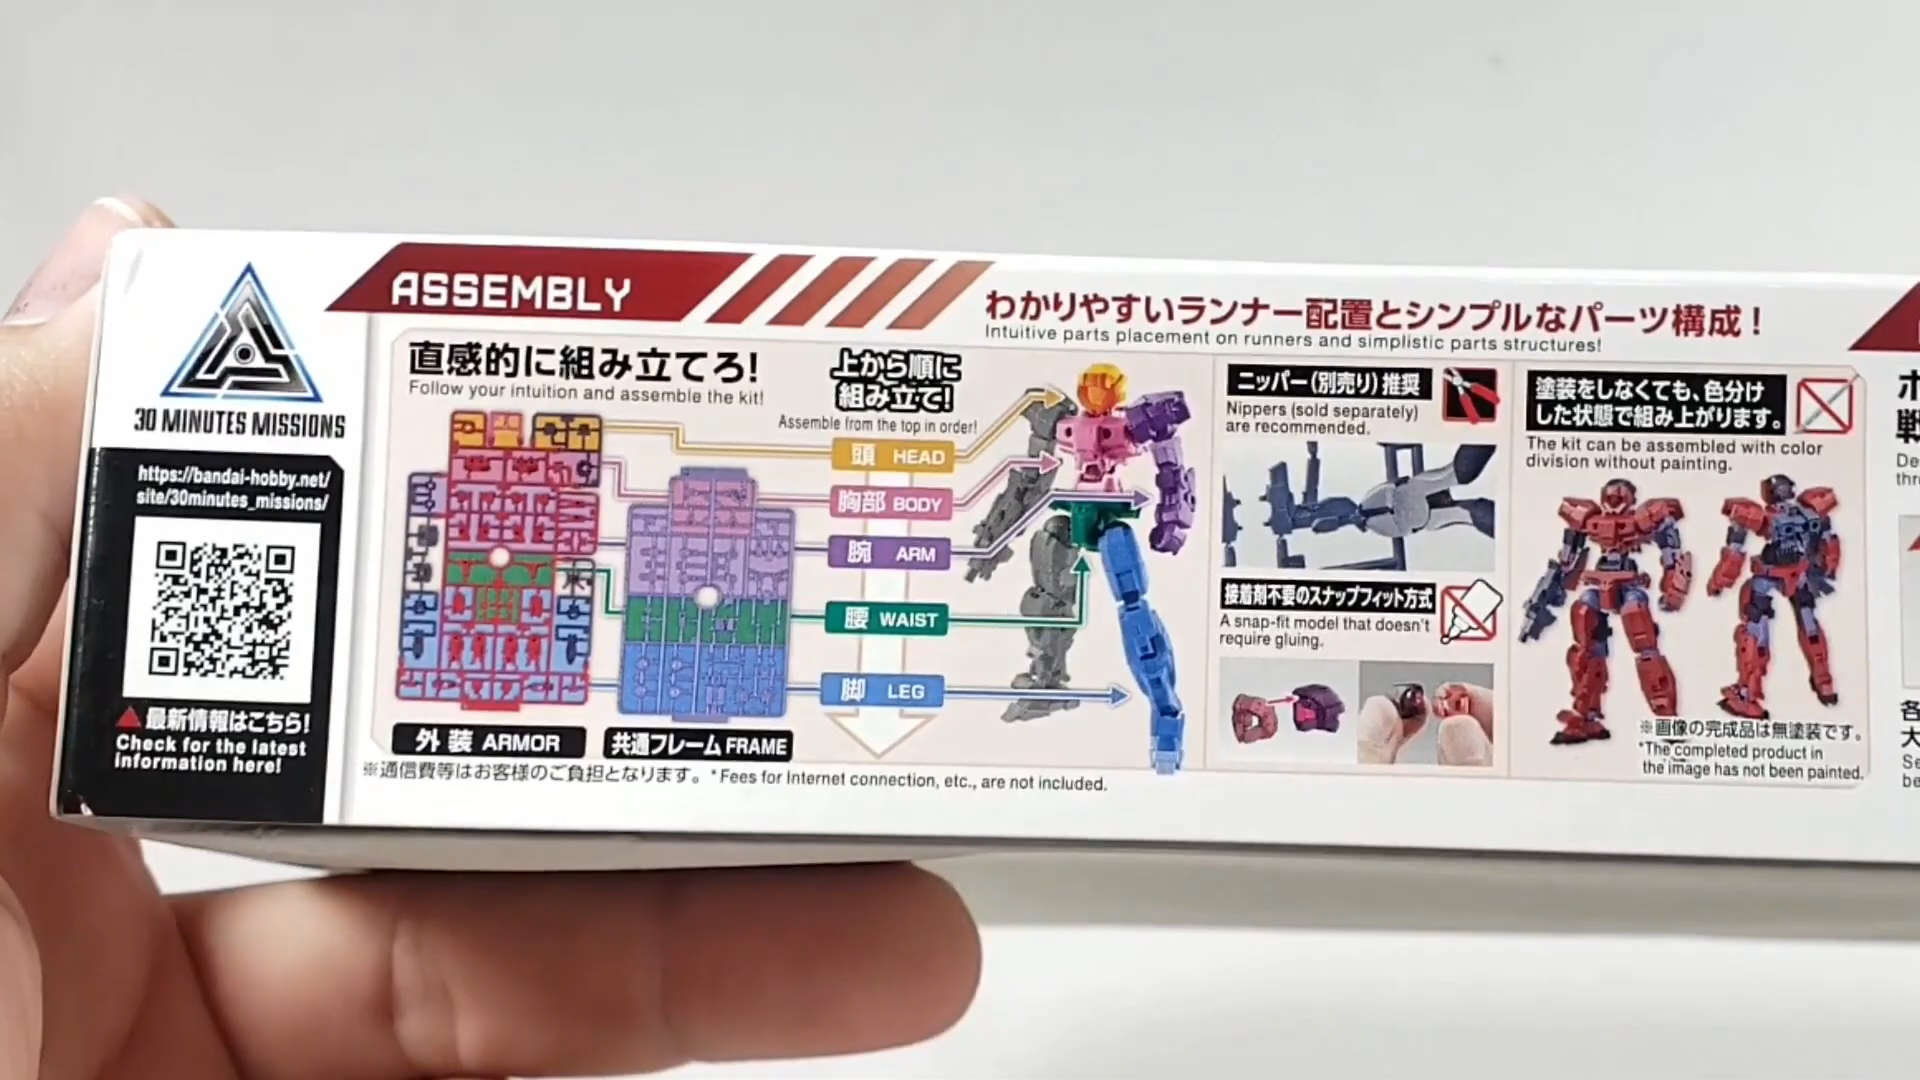 30 MINUTES MISSIONS
https://bandai-hobby.net/
site/30minutes_missions/
▲最新情報はこちら!
Check for the latest
information here!
ASSEMBLY
わかりやすいランナー配置とシンプルなパーツ構成！
Intuitive parts placement on runners and simplistic parts structures!
直感的に組み立てろ!
Follow your intuition and assemble the kit!
上から順に
組み立て!
Assemble from the top in order!
頭 HEAD
胸部 BODY
腕 ARM
腰 WAIST
脚 LEG
外装 ARMOR
共通フレーム FRAME
※通信費等はお客様のご負担となります。*Fees for Internet connection, etc., are not included.
ニッパー(別売り)推奨
Nippers (sold separately)
are recommended.
接着剤不要のスナップフィット方式
A snap-fit model that doesn't
require gluing.
塗装をしなくても、色分け
した状態で組み上がります。
The kit can be assembled with color
division without painting.
※画像の完成品は無塗装です。
*The completed product in
the image has not been painted.